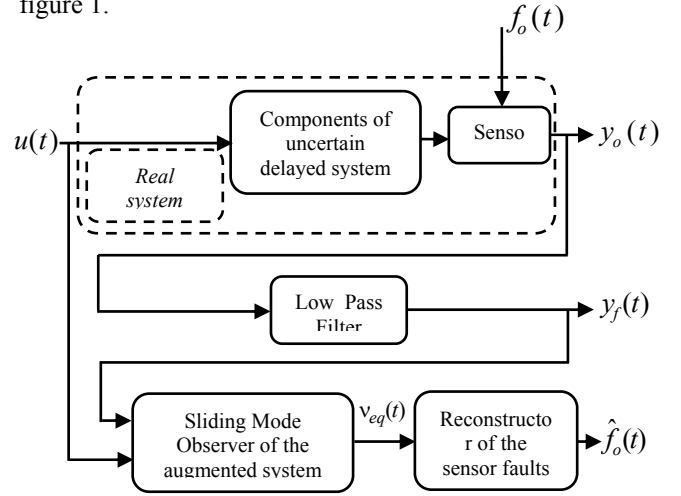 figure 1.
f_o(t)
Components of
uncertain
delayed system
Senso
u(t)
y_o(t)
Real
system
Low Pass
Filter
y_f(t)
Sliding Mode
Observer of the
augmented system
ν_eq(t)
Reconstructo
r of the
sensor faults
f̂_o(t)